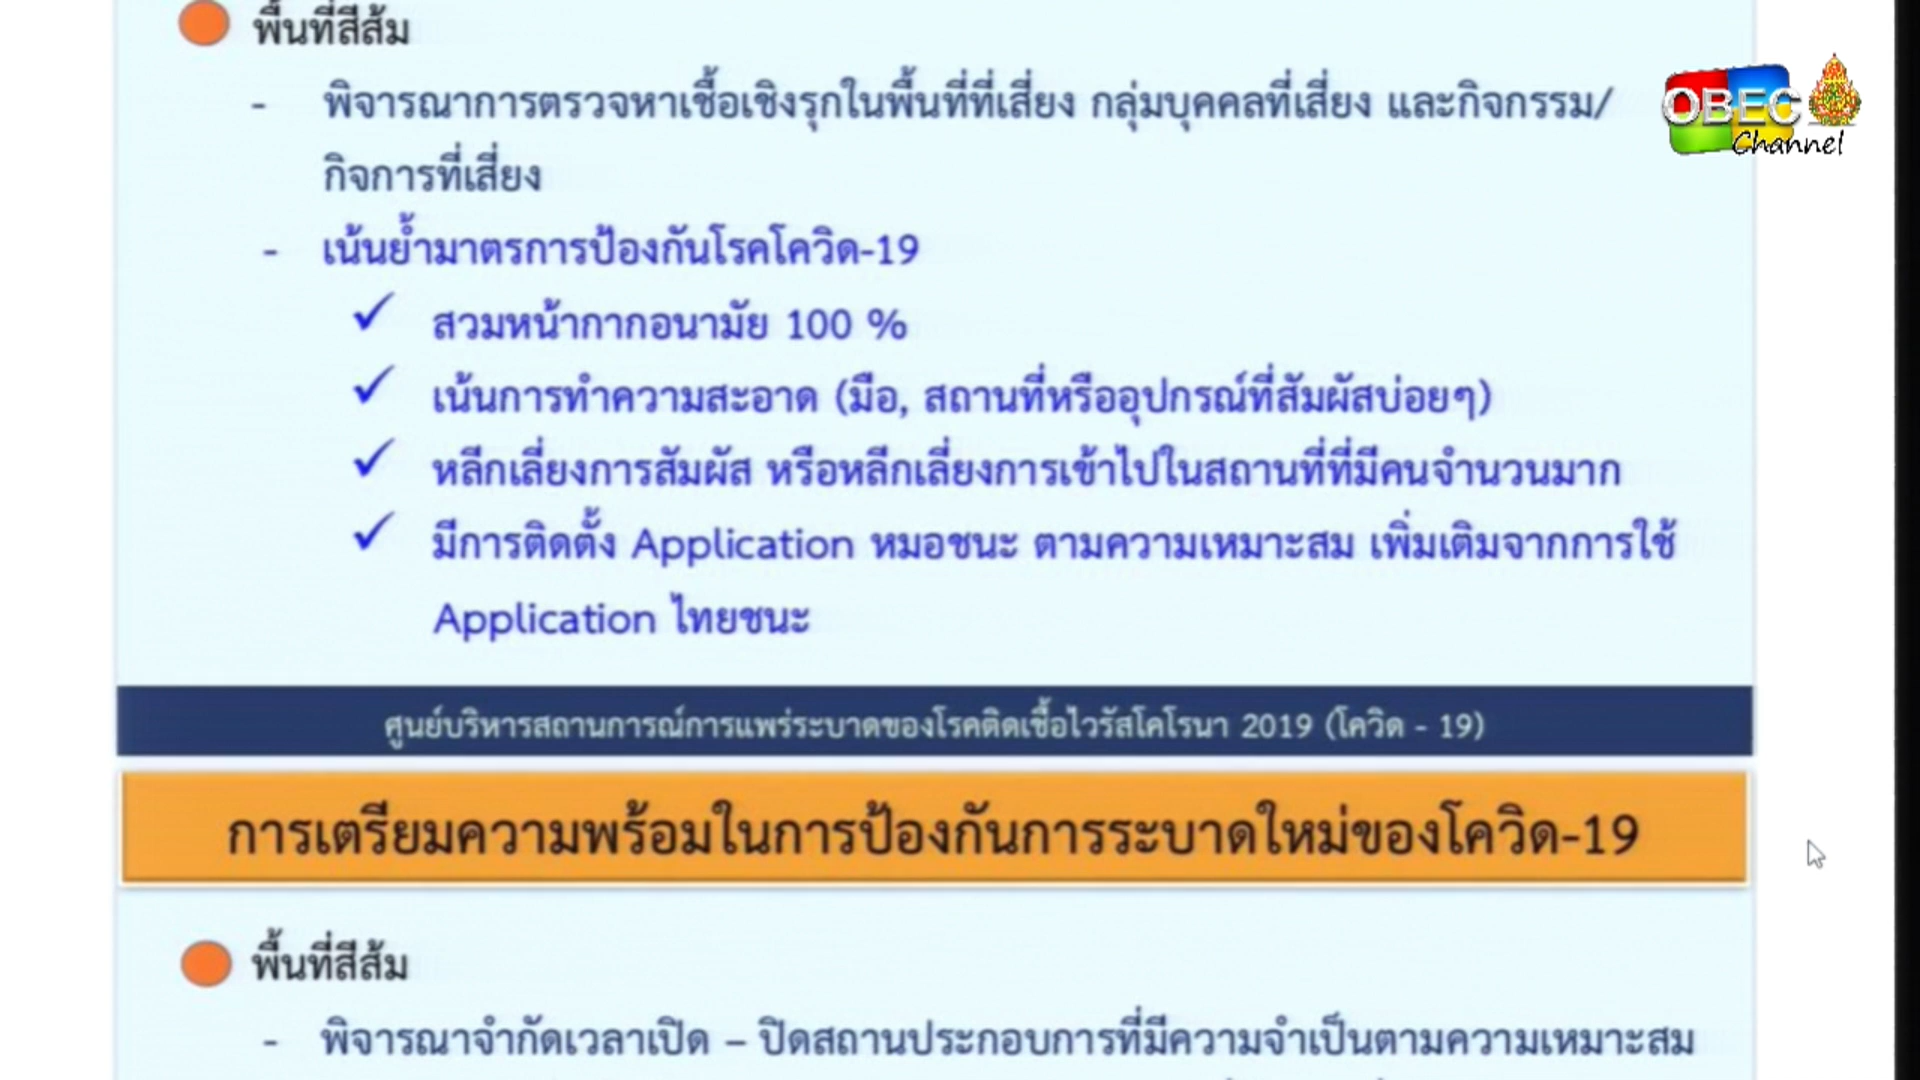 พื้นที่สีส้ม
- พิจารณาการตรวจหาเชื้อเชิงรุกในพื้นที่ที่เสี่ยง กลุ่มบุคคลที่เสี่ยง และกิจกรรม/
กิจการที่เสี่ยง
- เน้นย้ำมาตรการป้องกันโรคโควิด-19
✓ สวมหน้ากากอนามัย 100 %
✓ เน้นการทำความสะอาด (มือ, สถานที่หรืออุปกรณ์ที่สัมผัสบ่อยๆ)
✓ หลีกเลี่ยงการสัมผัส หรือหลีกเลี่ยงการเข้าไปในสถานที่ที่มีคนจำนวนมาก
✓ มีการติดตั้ง Application หมอชนะ ตามความเหมาะสม เพิ่มเติมจากการใช้
Application ไทยชนะ
ศูนย์บริหารสถานการณ์การแพร่ระบาดของโรคติดเชื้อไวรัสโคโรนา 2019 (โควิด - 19)
การเตรียมความพร้อมในการป้องกันการระบาดใหม่ของโควิด-19
พื้นที่สีส้ม
- พิจารณาจำกัดเวลาเปิด – ปิดสถานประกอบการที่มีความจำเป็นตามความเหมาะสม
OBEC
Channel